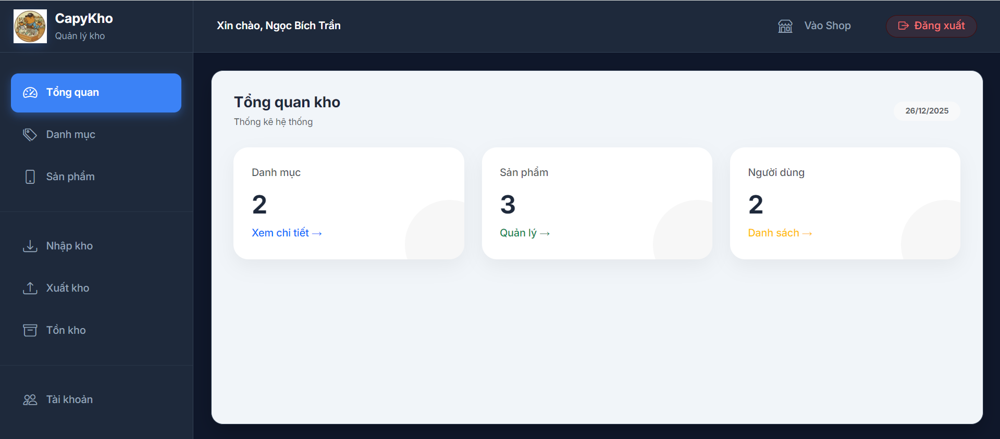 CapyKho
Quản lý kho
Xin chào, Ngọc Bích Trần
Vào Shop
Đăng xuất
Tổng quan
Danh mục
Sản phẩm
Nhập kho
Xuất kho
Tồn kho
Tài khoản
Tổng quan kho
Thống kê hệ thống
26/12/2025
Danh mục
2
Xem chi tiết →
Sản phẩm
3
Quản lý →
Người dùng
2
Danh sách →